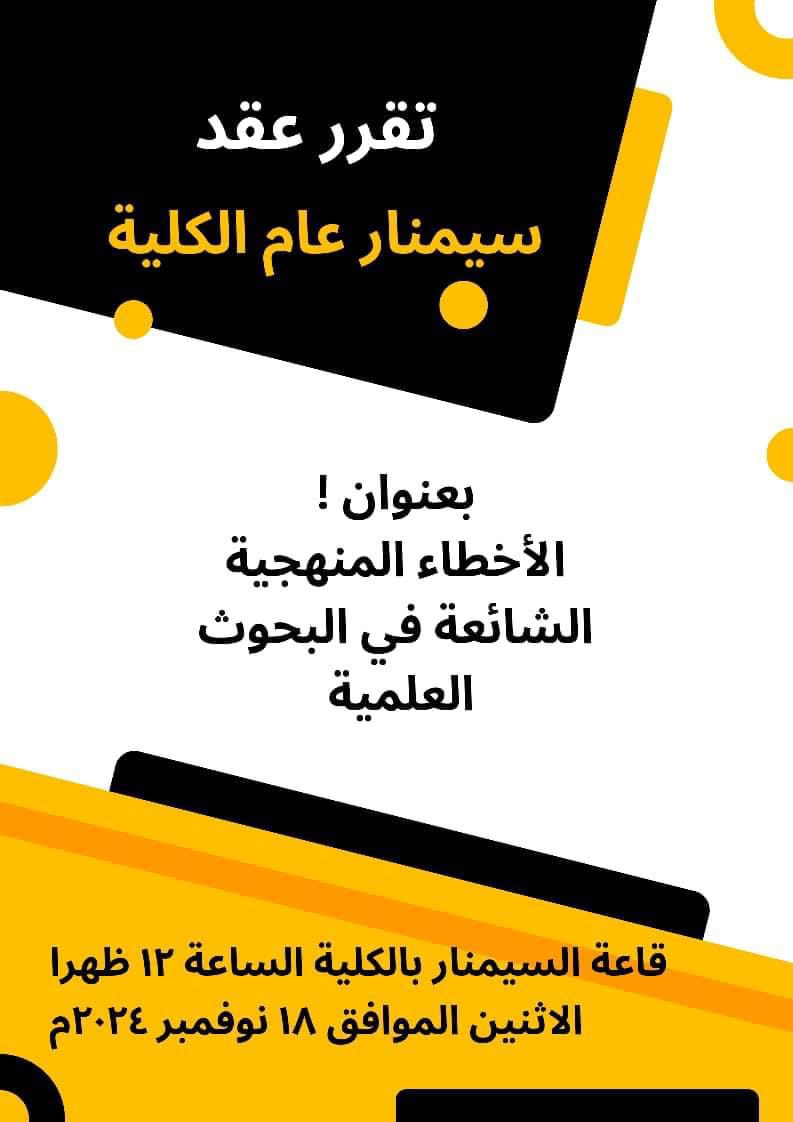 تقرر عقد
سيمنار عام الكلية
بعنوان !
الأخطاء المنهجية
الشائعة في البحوث
العلمية
قاعة السيمنار بالكلية الساعة ١٢ ظهرا
الاثنين الموافق ١٨ نوفمبر ٢٠٢٤م